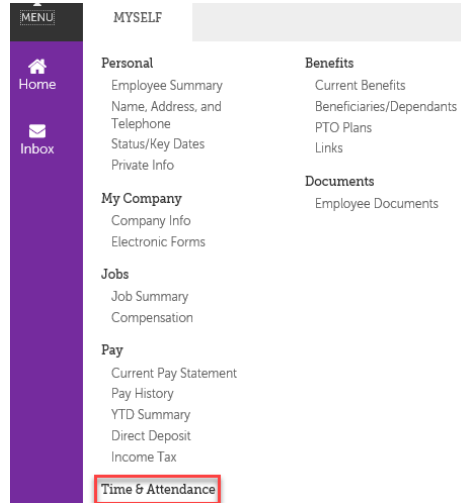 MENU
MYSELF
Home
Inbox
Personal
Employee Summary
Name, Address, and
Telephone
Status/Key Dates
Private Info
My Company
Company Info
Electronic Forms
Jobs
Job Summary
Compensation
Pay
Current Pay Statement
Pay History
YTD Summary
Direct Deposit
Income Tax
Time & Attendance
Benefits
Current Benefits
Beneficiaries/Dependants
PTO Plans
Links
Documents
Employee Documents